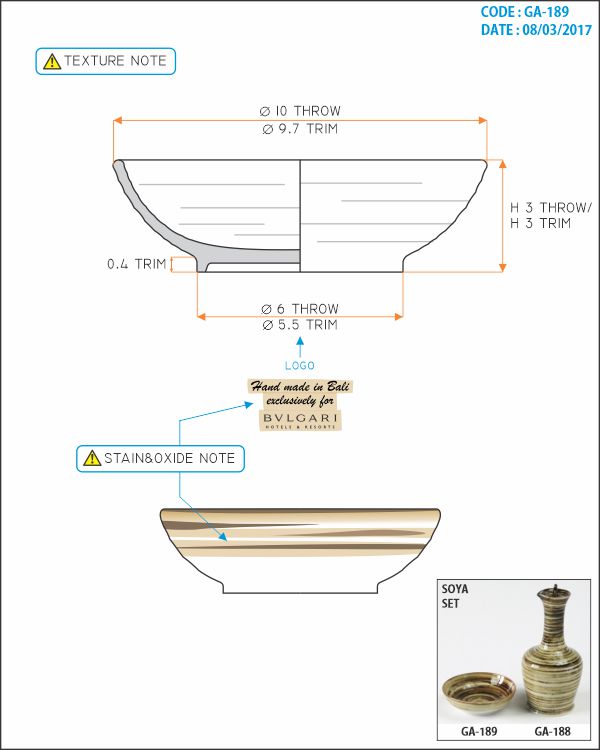 CODE : GA-189
DATE : 08/03/2017
TEXTURE NOTE
Ø 10 THROW
Ø 9.7 TRIM
H 3 THROW/
H 3 TRIM
0.4 TRIM
Ø 6 THROW
Ø 5.5 TRIM
LOGO
Hand made in Bali
exclusively for
BVLGARI
HOTELS & RESORTS
STAIN&OXIDE NOTE
SOYA
SET
GA-189
GA-188